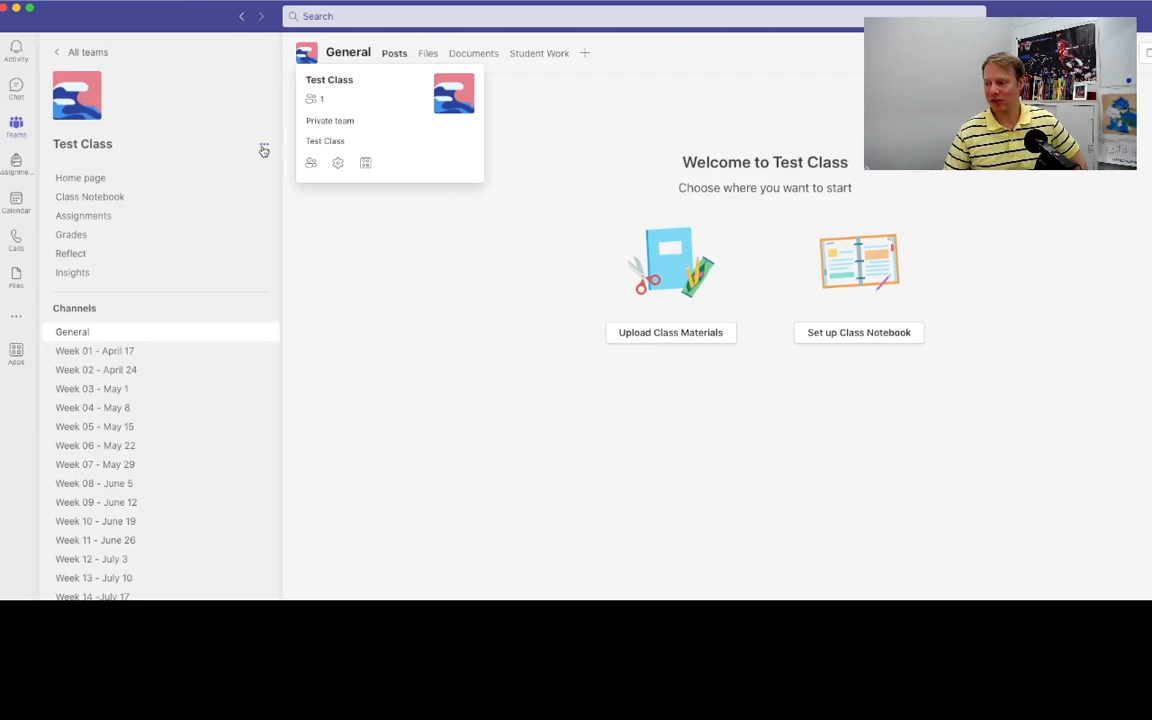 Search
Activity
Chat
Teams
Assignme...
Calendar
Calls
Files
Apps
All teams
Test Class
Home page
Class Notebook
Assignments
Grades
Reflect
Insights
Channels
General
Week 01 - April 17
Week 02 - April 24
Week 03 - May 1
Week 04 - May 8
Week 05 - May 15
Week 06 - May 22
Week 07 - May 29
Week 08 - June 5
Week 09 - June 12
Week 10 - June 19
Week 11 - June 26
Week 12 - July 3
Week 13 - July 10
Week 14 -July 17
General Posts Files Documents Student Work
Test Class
1
Private team
Test Class
Welcome to Test Class
Choose where you want to start
Upload Class Materials
Set up Class Notebook